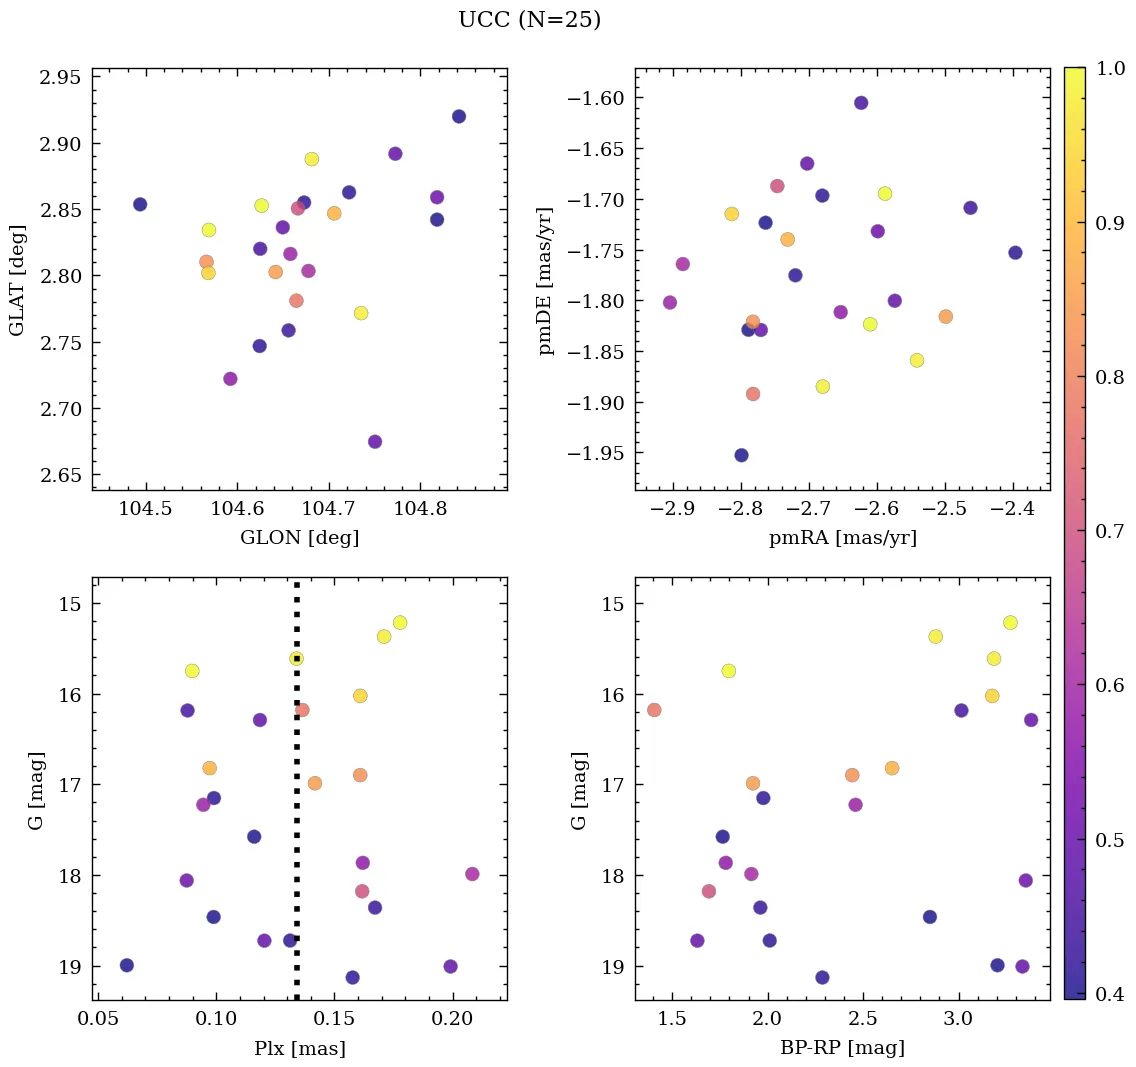 UCC (N=25)
2.95
2.90
2.85
2.80
2.75
2.70
2.65
GLAT [deg]
104.5 104.6 104.7 104.8
GLON [deg]
−1.60
−1.65
−1.70
−1.75
−1.80
−1.85
−1.90
−1.95
pmDE [mas/yr]
−2.9 −2.8 −2.7 −2.6 −2.5 −2.4
pmRA [mas/yr]
15
16
17
18
19
G [mag]
0.05 0.10 0.15 0.20
Plx [mas]
15
16
17
18
19
G [mag]
1.5 2.0 2.5 3.0
BP-RP [mag]
1.0
0.9
0.8
0.7
0.6
0.5
0.4